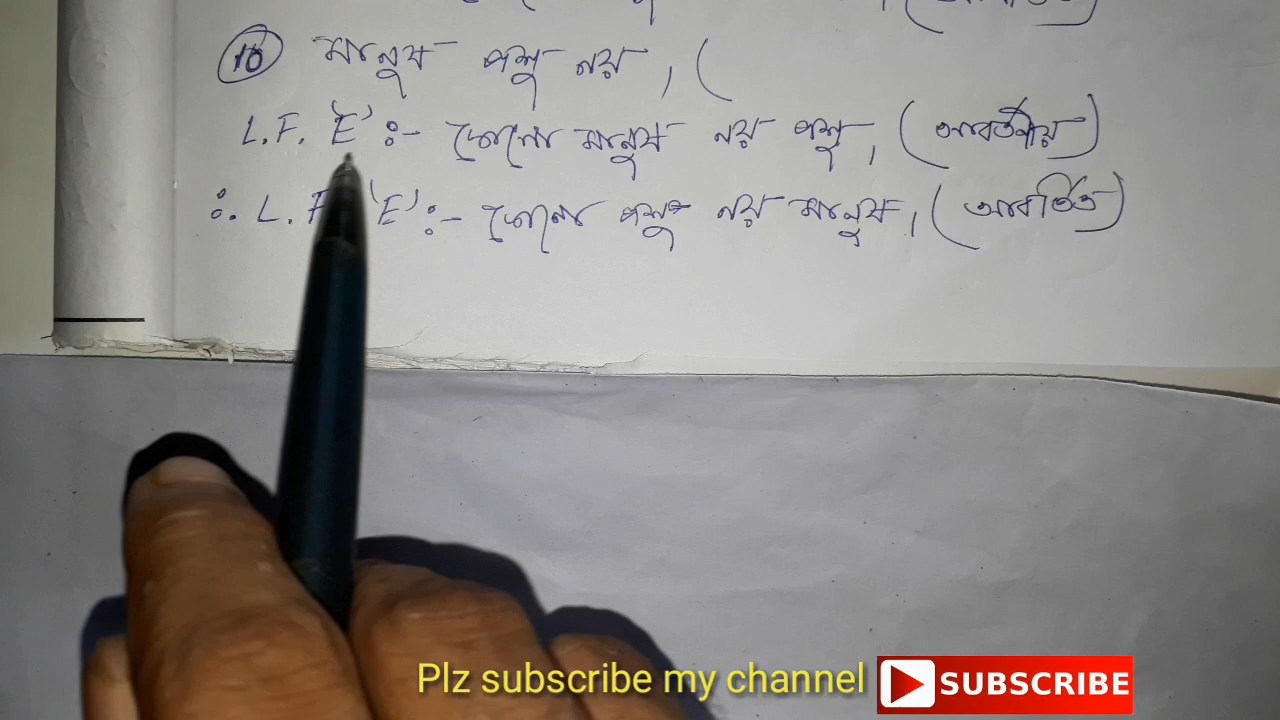 10 মানুষ পশু নয়, (
L.F. 'E' :- কোনো মানুষ নয় পশু, (আবর্তনীয়)
∴ L. F 'E' :- কোনো পশু নয় মানুষ, (আবর্তিত)
Plz subscribe my channel
SUBSCRIBE